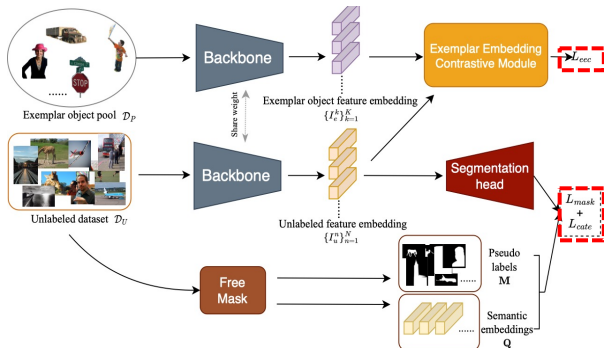 STOP
......
Exemplar object pool 𝒟_P
Backbone
Exemplar object feature embedding
{I_e^k}_{k=1}^K
Exemplar Embedding
Contrastive Module
L_eec
Share weight
Unlabeled dataset 𝒟_U
Backbone
Unlabeled feature embedding
{I_u^n}_{n=1}^N
Segmentation
head
L_mask
+
L_cate
Free
Mask
......
Pseudo
labels
M
......
Semantic
embeddings
Q